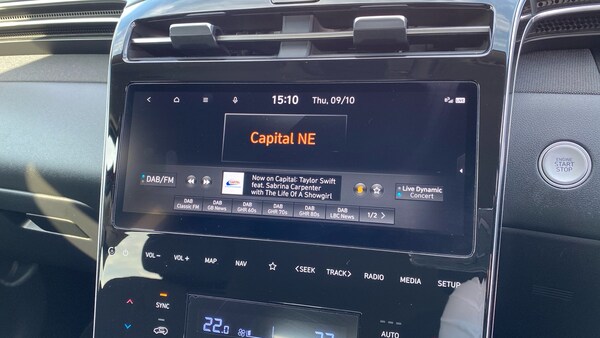 15:10 Thu, 09/10
Capital NE
DAB/FM
Now on Capital: Taylor Swift
feat. Sabrina Carpenter
with The Life Of A Showgirl
Live Dynamic
Concert
DAB
Classic FM
DAB
GB News
DAB
GHR 60s
DAB
GHR 70s
DAB
GHR 80s
DAB
LBC News
1/2 >
ENGINE
START
STOP
VOL - VOL + MAP NAV < SEEK TRACK > RADIO MEDIA SETUP
SYNC
22.0
AUTO